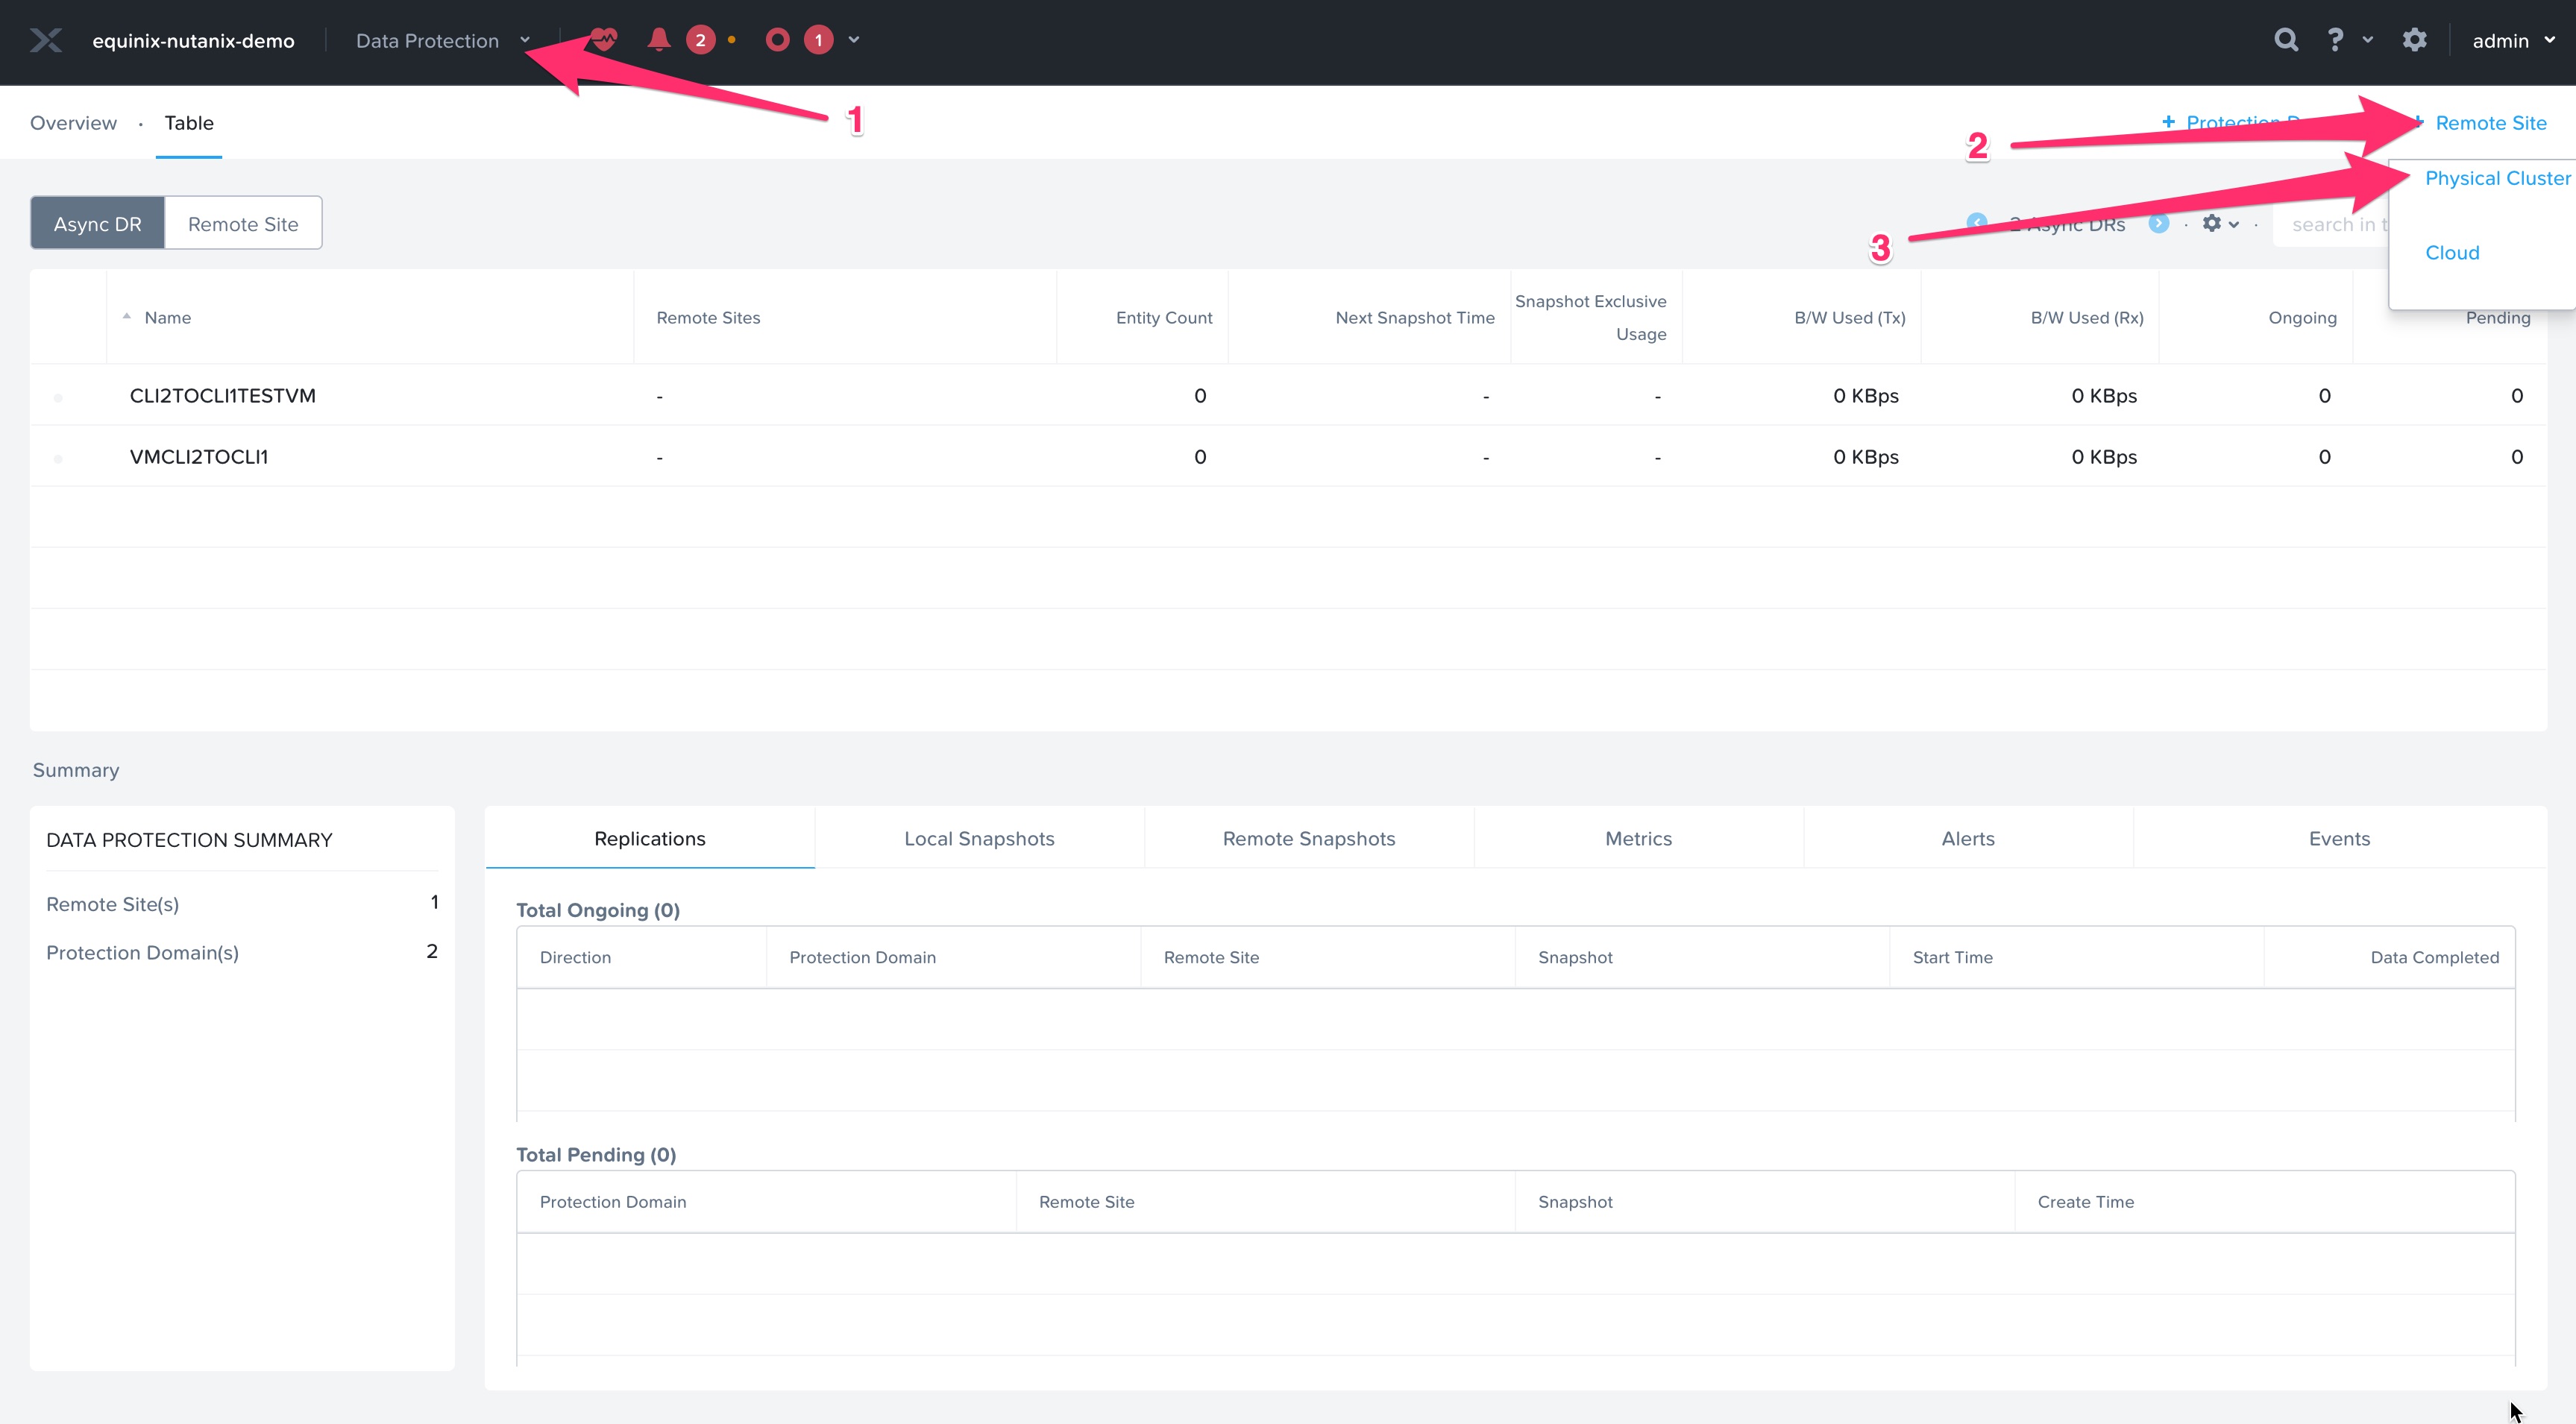 equinix-nutanix-demo Data Protection 2 1 ? admin
1
Overview · Table + Remote Site
2
Physical Cluster
Async DR Remote Site 2 Async DRs search in t
3
Cloud
Name Remote Sites Entity Count Next Snapshot Time Snapshot Exclusive Usage B/W Used (Tx) B/W Used (Rx) Ongoing Pending
CLI2TOCLI1TESTVM - 0 - - 0 KBps 0 KBps 0 0
VMCLI2TOCLI1 - 0 - - 0 KBps 0 KBps 0 0
Summary
DATA PROTECTION SUMMARY
Remote Site(s) 1
Protection Domain(s) 2
Replications Local Snapshots Remote Snapshots Metrics Alerts Events
Total Ongoing (0)
Direction Protection Domain Remote Site Snapshot Start Time Data Completed
Total Pending (0)
Protection Domain Remote Site Snapshot Create Time